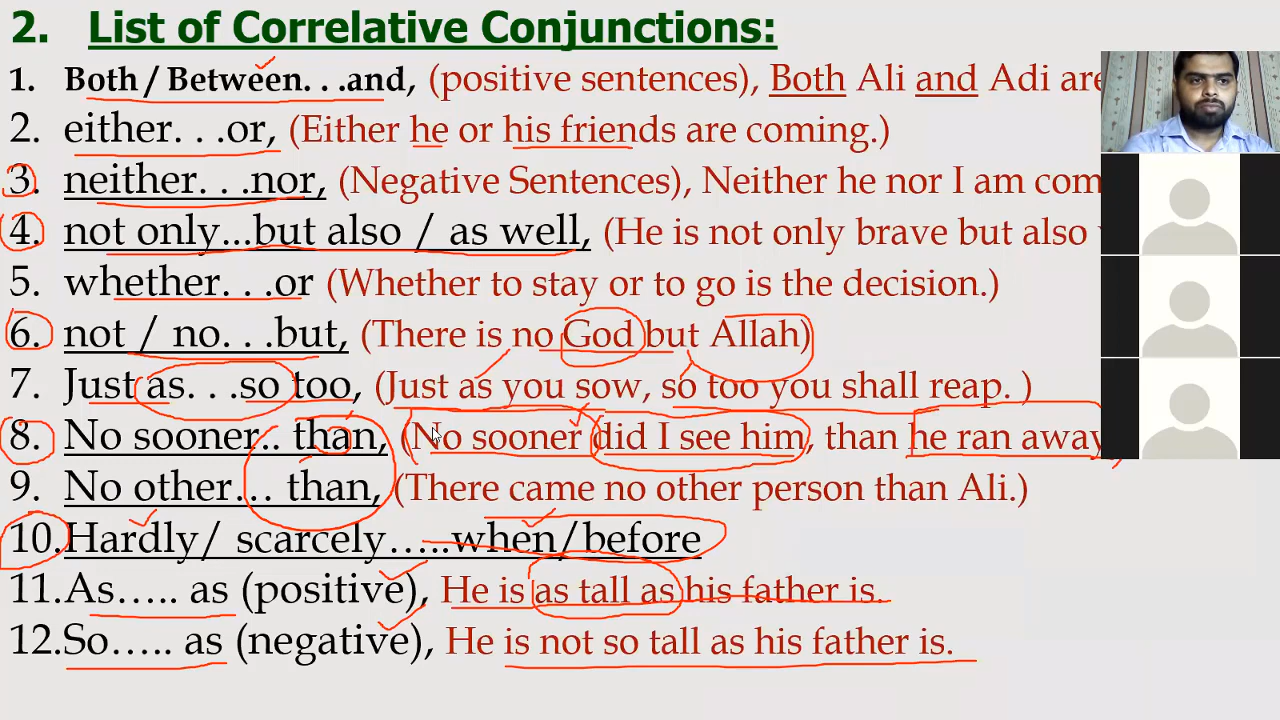 2. List of Correlative Conjunctions:
1. Both / Between. . .and, (positive sentences), Both Ali and Adi are
2. either. . .or, (Either he or his friends are coming.)
3. neither. . .nor, (Negative Sentences), Neither he nor I am com
4. not only...but also / as well, (He is not only brave but also
5. whether. . .or (Whether to stay or to go is the decision.)
6. not / no. . .but, (There is no God but Allah)
7. Just as. . .so too, (Just as you sow, so too you shall reap. )
8. No sooner.. than, (No sooner did I see him, than he ran away
9. No other… than, (There came no other person than Ali.)
10.Hardly/ scarcely…..when/before
11.As….. as (positive), He is as tall as his father is.
12.So….. as (negative), He is not so tall as his father is.